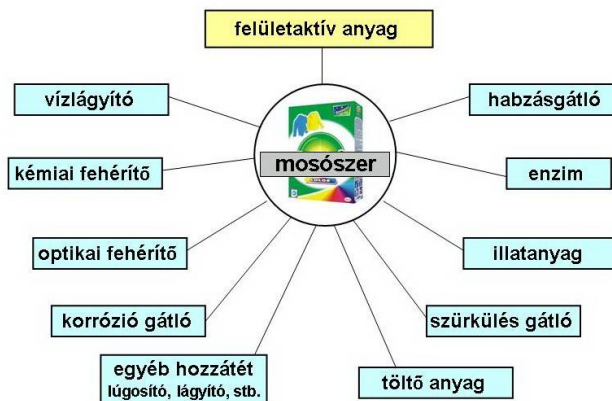 felületaktív anyag
vízlágyító
habzásgátló
mosószer
kémiai fehérítő
enzim
optikai fehérítő
illatanyag
korrózió gátló
szürkülés gátló
egyéb hozzátét
lúgosító, lágyító, stb.
töltő anyag